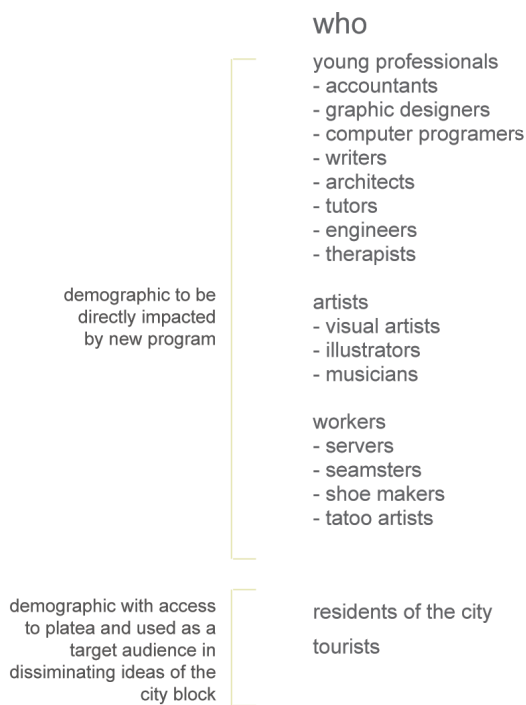 who
young professionals
- accountants
- graphic designers
- computer programers
- writers
- architects
- tutors
- engineers
- therapists
artists
- visual artists
- illustrators
- musicians
workers
- servers
- seamsters
- shoe makers
- tatoo artists
demographic to be
directly impacted
by new program
demographic with access
to platea and used as a
target audience in
dissiminating ideas of the
city block
residents of the city
tourists